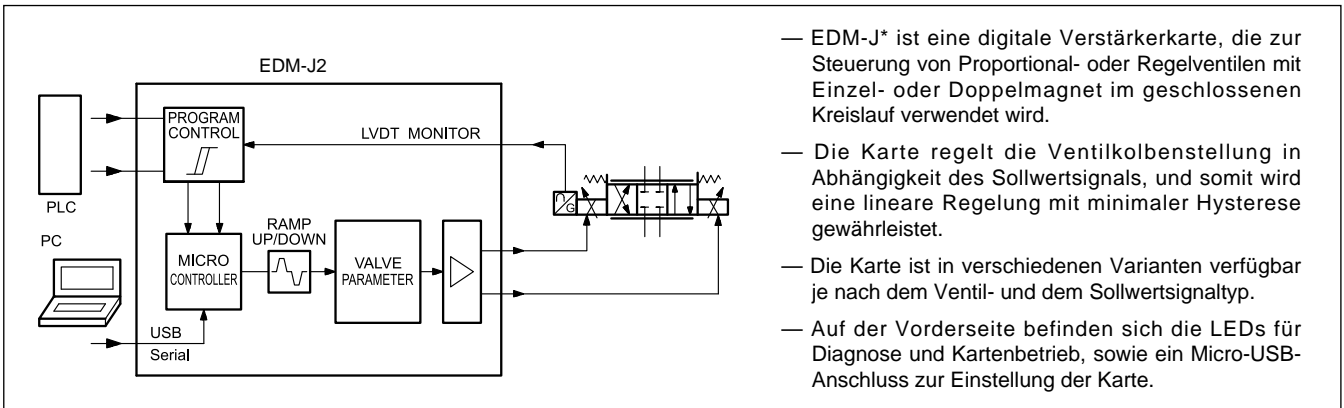 EDM-J2
PROGRAM
CONTROL
LVDT MONITOR
G
PLC
PC
RAMP
UP/DOWN
MICRO
CONTROLLER
VALVE
PARAMETER
USB
Serial
— EDM-J* ist eine digitale Verstärkerkarte, die zur
Steuerung von Proportional- oder Regelventilen mit
Einzel- oder Doppelmagnet im geschlossenen
Kreislauf verwendet wird.
— Die Karte regelt die Ventilkolbenstellung in
Abhängigkeit des Sollwertsignals, und somit wird
eine lineare Regelung mit minimaler Hysterese
gewährleistet.
— Die Karte ist in verschiedenen Varianten verfügbar
je nach dem Ventil- und dem Sollwertsignaltyp.
— Auf der Vorderseite befinden sich die LEDs für
Diagnose und Kartenbetrieb, sowie ein Micro-USB-
Anschluss zur Einstellung der Karte.